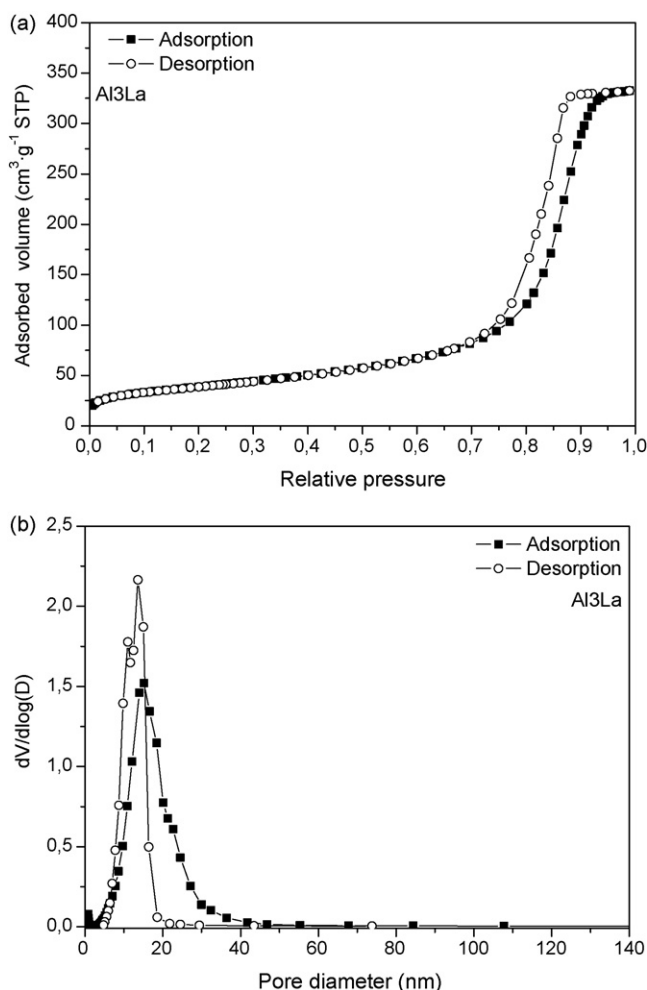 (a)
400
350
300
250
200
150
100
50
0
Adsorption
Desorption
Al3La
Adsorbed volume (cm³·g⁻¹ STP)
0,0 0,1 0,2 0,3 0,4 0,5 0,6 0,7 0,8 0,9 1,0
Relative pressure
(b)
2,5
2,0
1,5
1,0
0,5
0,0
Adsorption
Desorption
Al3La
dV/dlog(D)
0 20 40 60 80 100 120 140
Pore diameter (nm)